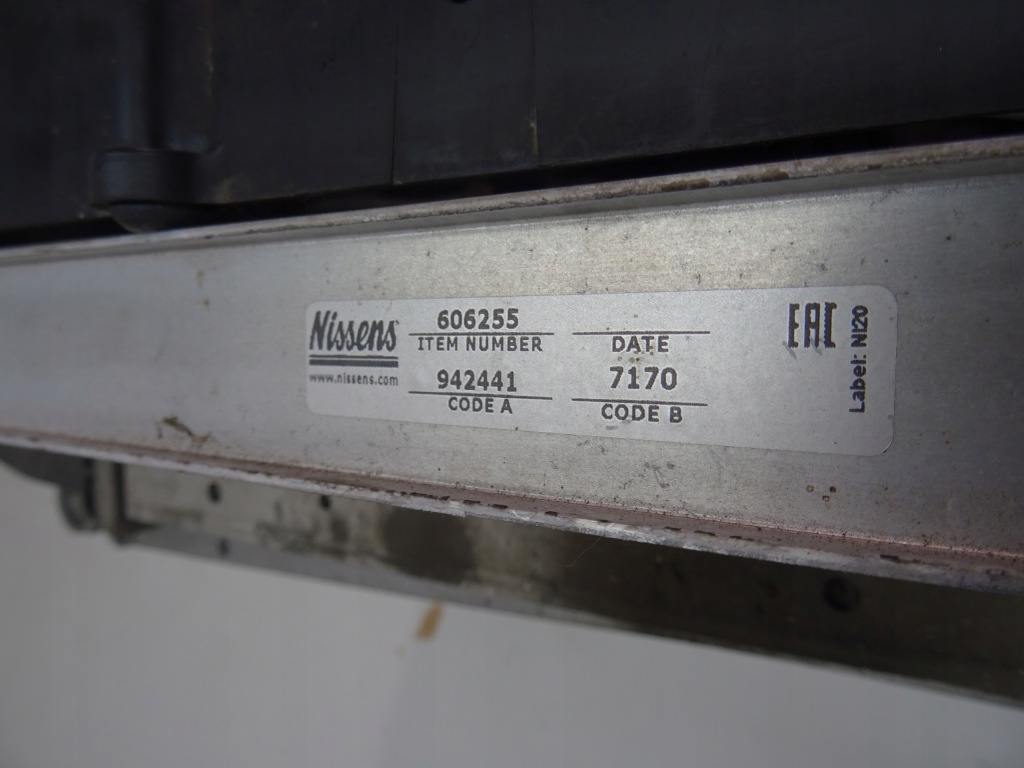 Nissens
www.nissens.com
606255
ITEM NUMBER
942441
CODE A
DATE
7170
CODE B
EAC
Label: NI20